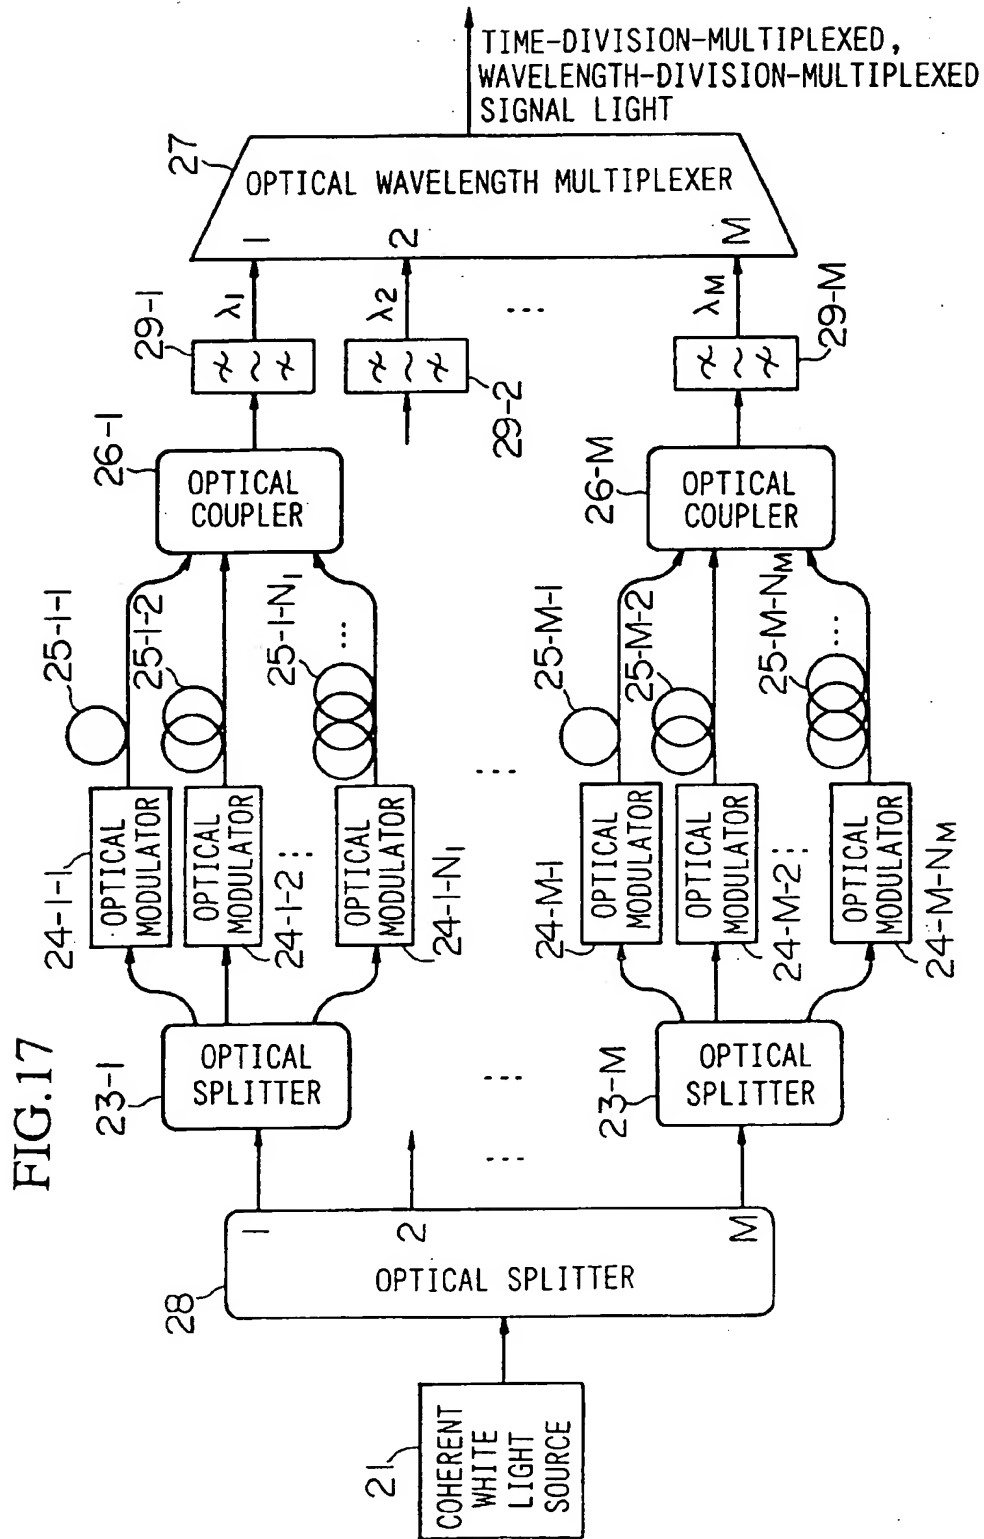 FIG.17
21
COHERENT
WHITE
LIGHT
SOURCE
28
OPTICAL SPLITTER
1
2
M
...
23-1
OPTICAL
SPLITTER
...
23-M
OPTICAL
SPLITTER
24-1-1
OPTICAL
MODULATOR
OPTICAL
MODULATOR
24-1-2
...
OPTICAL
MODULATOR
24-1-N1
24-M-1
OPTICAL
MODULATOR
OPTICAL
MODULATOR
24-M-2
...
OPTICAL
MODULATOR
24-M-NM
25-1-1
25-1-2
25-1-N1
...
...
25-M-1
25-M-2
25-M-NM
...
26-1
OPTICAL
COUPLER
26-M
OPTICAL
COUPLER
29-1
29-2
29-M
λ1
λ2
...
λM
27
1
2
M
OPTICAL WAVELENGTH MULTIPLEXER
TIME-DIVISION-MULTIPLEXED,
WAVELENGTH-DIVISION-MULTIPLEXED
SIGNAL LIGHT